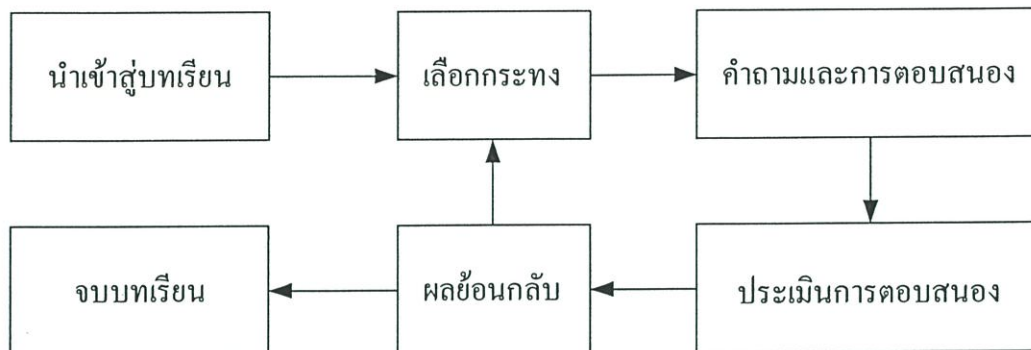 นำเข้าสู่บทเรียน
เลือกกระทง
คำถามและการตอบสนอง
จบบทเรียน
ผลย้อนกลับ
ประเมินการตอบสนอง